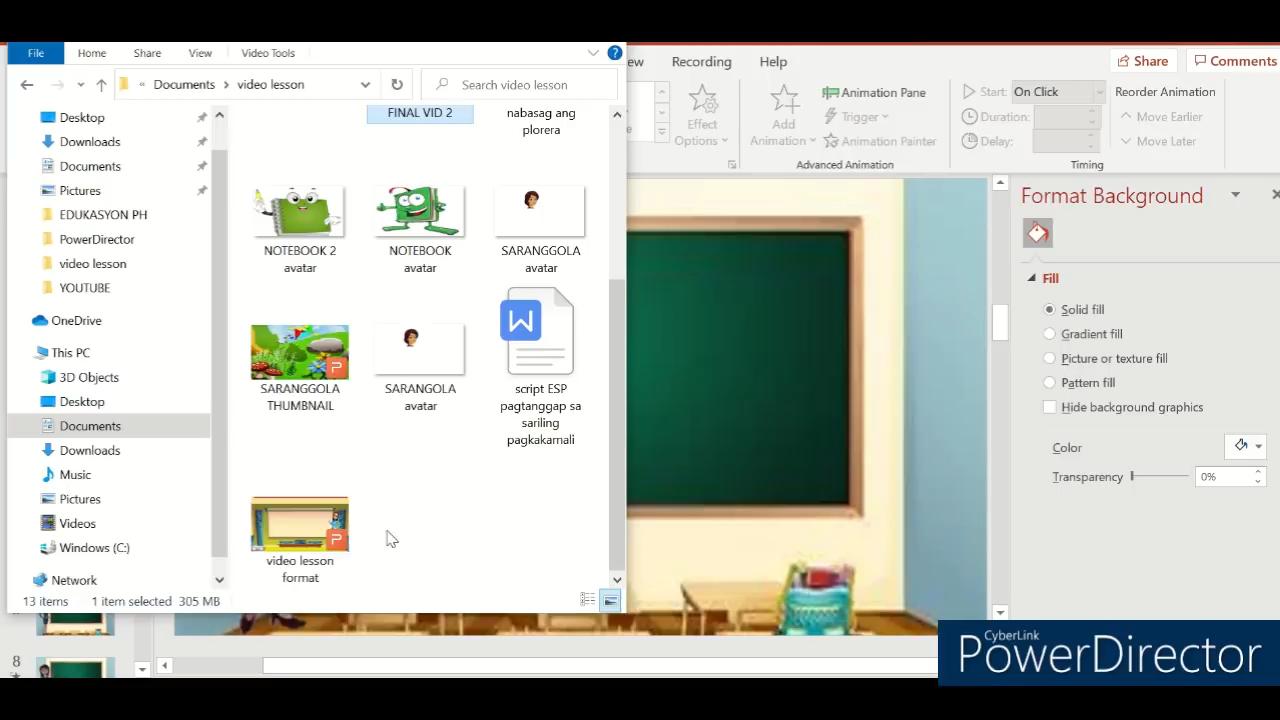 File Home Share View Video Tools
« Documents > video lesson
Search video lesson
Desktop
Downloads
Documents
Pictures
EDUKASYON PH
PowerDirector
video lesson
YOUTUBE
OneDrive
This PC
3D Objects
Desktop
Documents
Downloads
Music
Pictures
Videos
Windows (C:)
Network
FINAL VID 2
nabasag ang
plorera
NOTEBOOK 2
avatar
NOTEBOOK
avatar
SARANGGOLA
avatar
SARANGGOLA
THUMBNAIL
SARANGOLA
avatar
W
script ESP
pagtanggap sa
sariling
pagkakamali
P
P
video lesson
format
13 items 1 item selected 305 MB
ew Recording Help
Share Comments
Effect
Options
Add
Animation
Animation Pane
Trigger
Animation Painter
Advanced Animation
Start: On Click
Duration:
Delay:
Reorder Animation
Move Earlier
Move Later
Timing
Format Background
Fill
Solid fill
Gradient fill
Picture or texture fill
Pattern fill
Hide background graphics
Color
Transparency 0%
8
CyberLink
PowerDirector